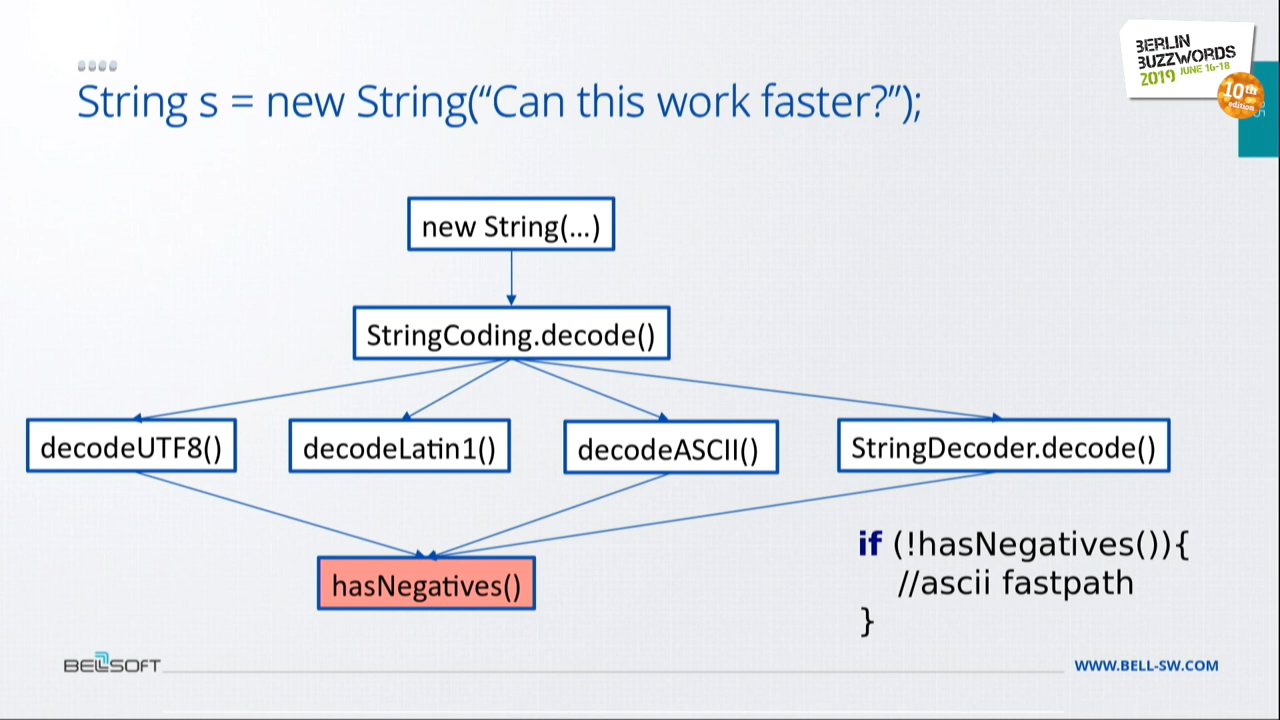 BERLIN
BUZZWORDS
2019 JUNE 16-18
10th
edition
String s = new String(“Can this work faster?”);
new String(...)
StringCoding.decode()
decodeUTF8()
decodeLatin1()
decodeASCII()
StringDecoder.decode()
hasNegatives()
if (!hasNegatives()){
//ascii fastpath
}
BELLSOFT
WWW.BELL-SW.COM